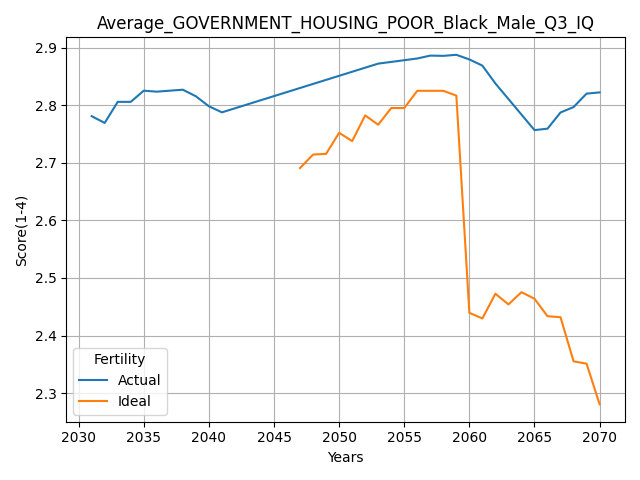 Average_GOVERNMENT_HOUSING_POOR_Black_Male_Q3_IQ
2.9
2.8
2.7
2.6
2.5
2.4
2.3
Score(1-4)
Fertility
Actual
Ideal
2030 2035 2040 2045 2050 2055 2060 2065 2070
Years